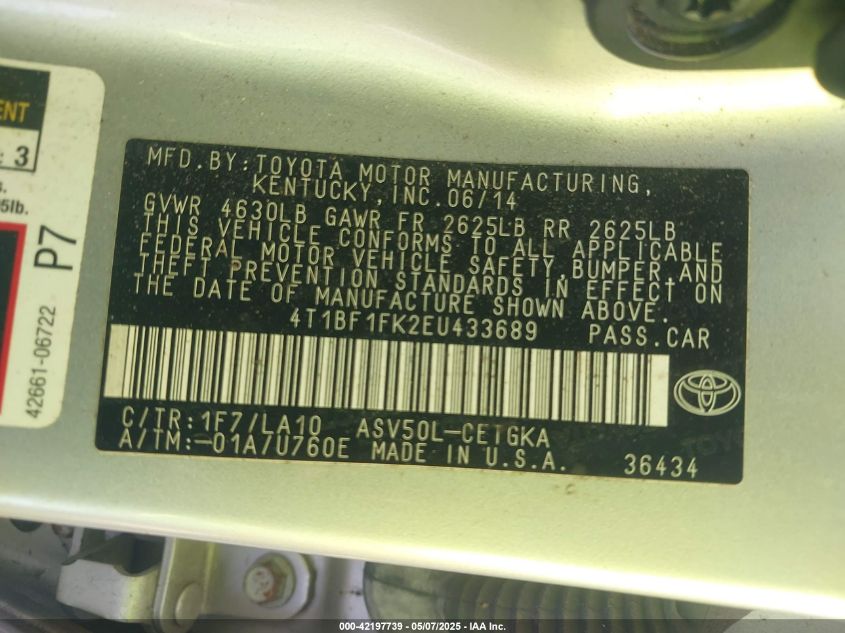 ENT
: 3
5lb.
P7
42661-06722
MFD.BY:TOYOTA MOTOR MANUFACTURING,
KENTUCKY,INC.06/14
GVWR 4630LB GAWR FR 2625LB RR 2625LB
THIS VEHICLE CONFORMS TO ALL APPLICABLE
FEDERAL MOTOR VEHICLE SAFETY,BUMPER,AND
THEFT PREVENTION STANDARDS IN EFFECT ON
THE DATE OF MANUFACTURE SHOWN ABOVE.
4T1BF1FK2EU433689 PASS.CAR
C/TR:1F7/LA10 ASV50L-CETGKA
A/TM:-01A/U760E MADE IN U.S.A. 36434
000-42197739 - 05/07/2025 - IAA Inc.